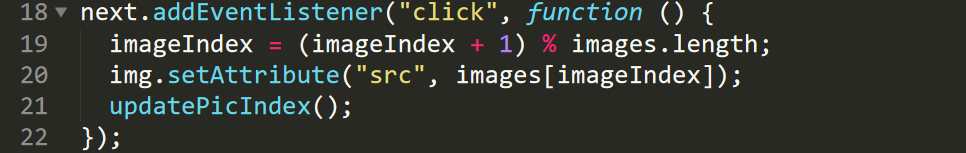 18 next.addEventListener("click", function () {
19 imageIndex = (imageIndex + 1) % images.length;
20 img.setAttribute("src", images[imageIndex]);
21 updatePicIndex();
22 });